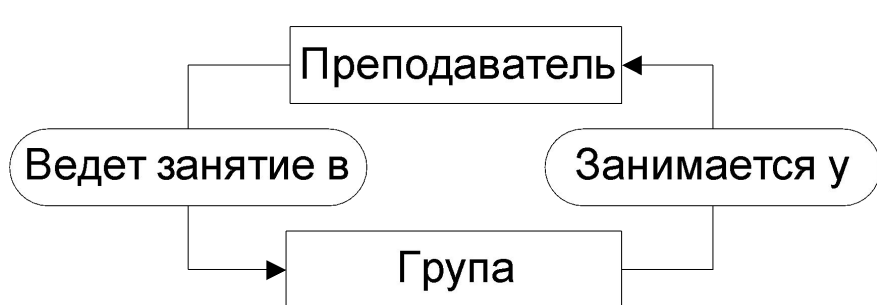 Преподаватель
Ведет занятие в
Занимается у
Група